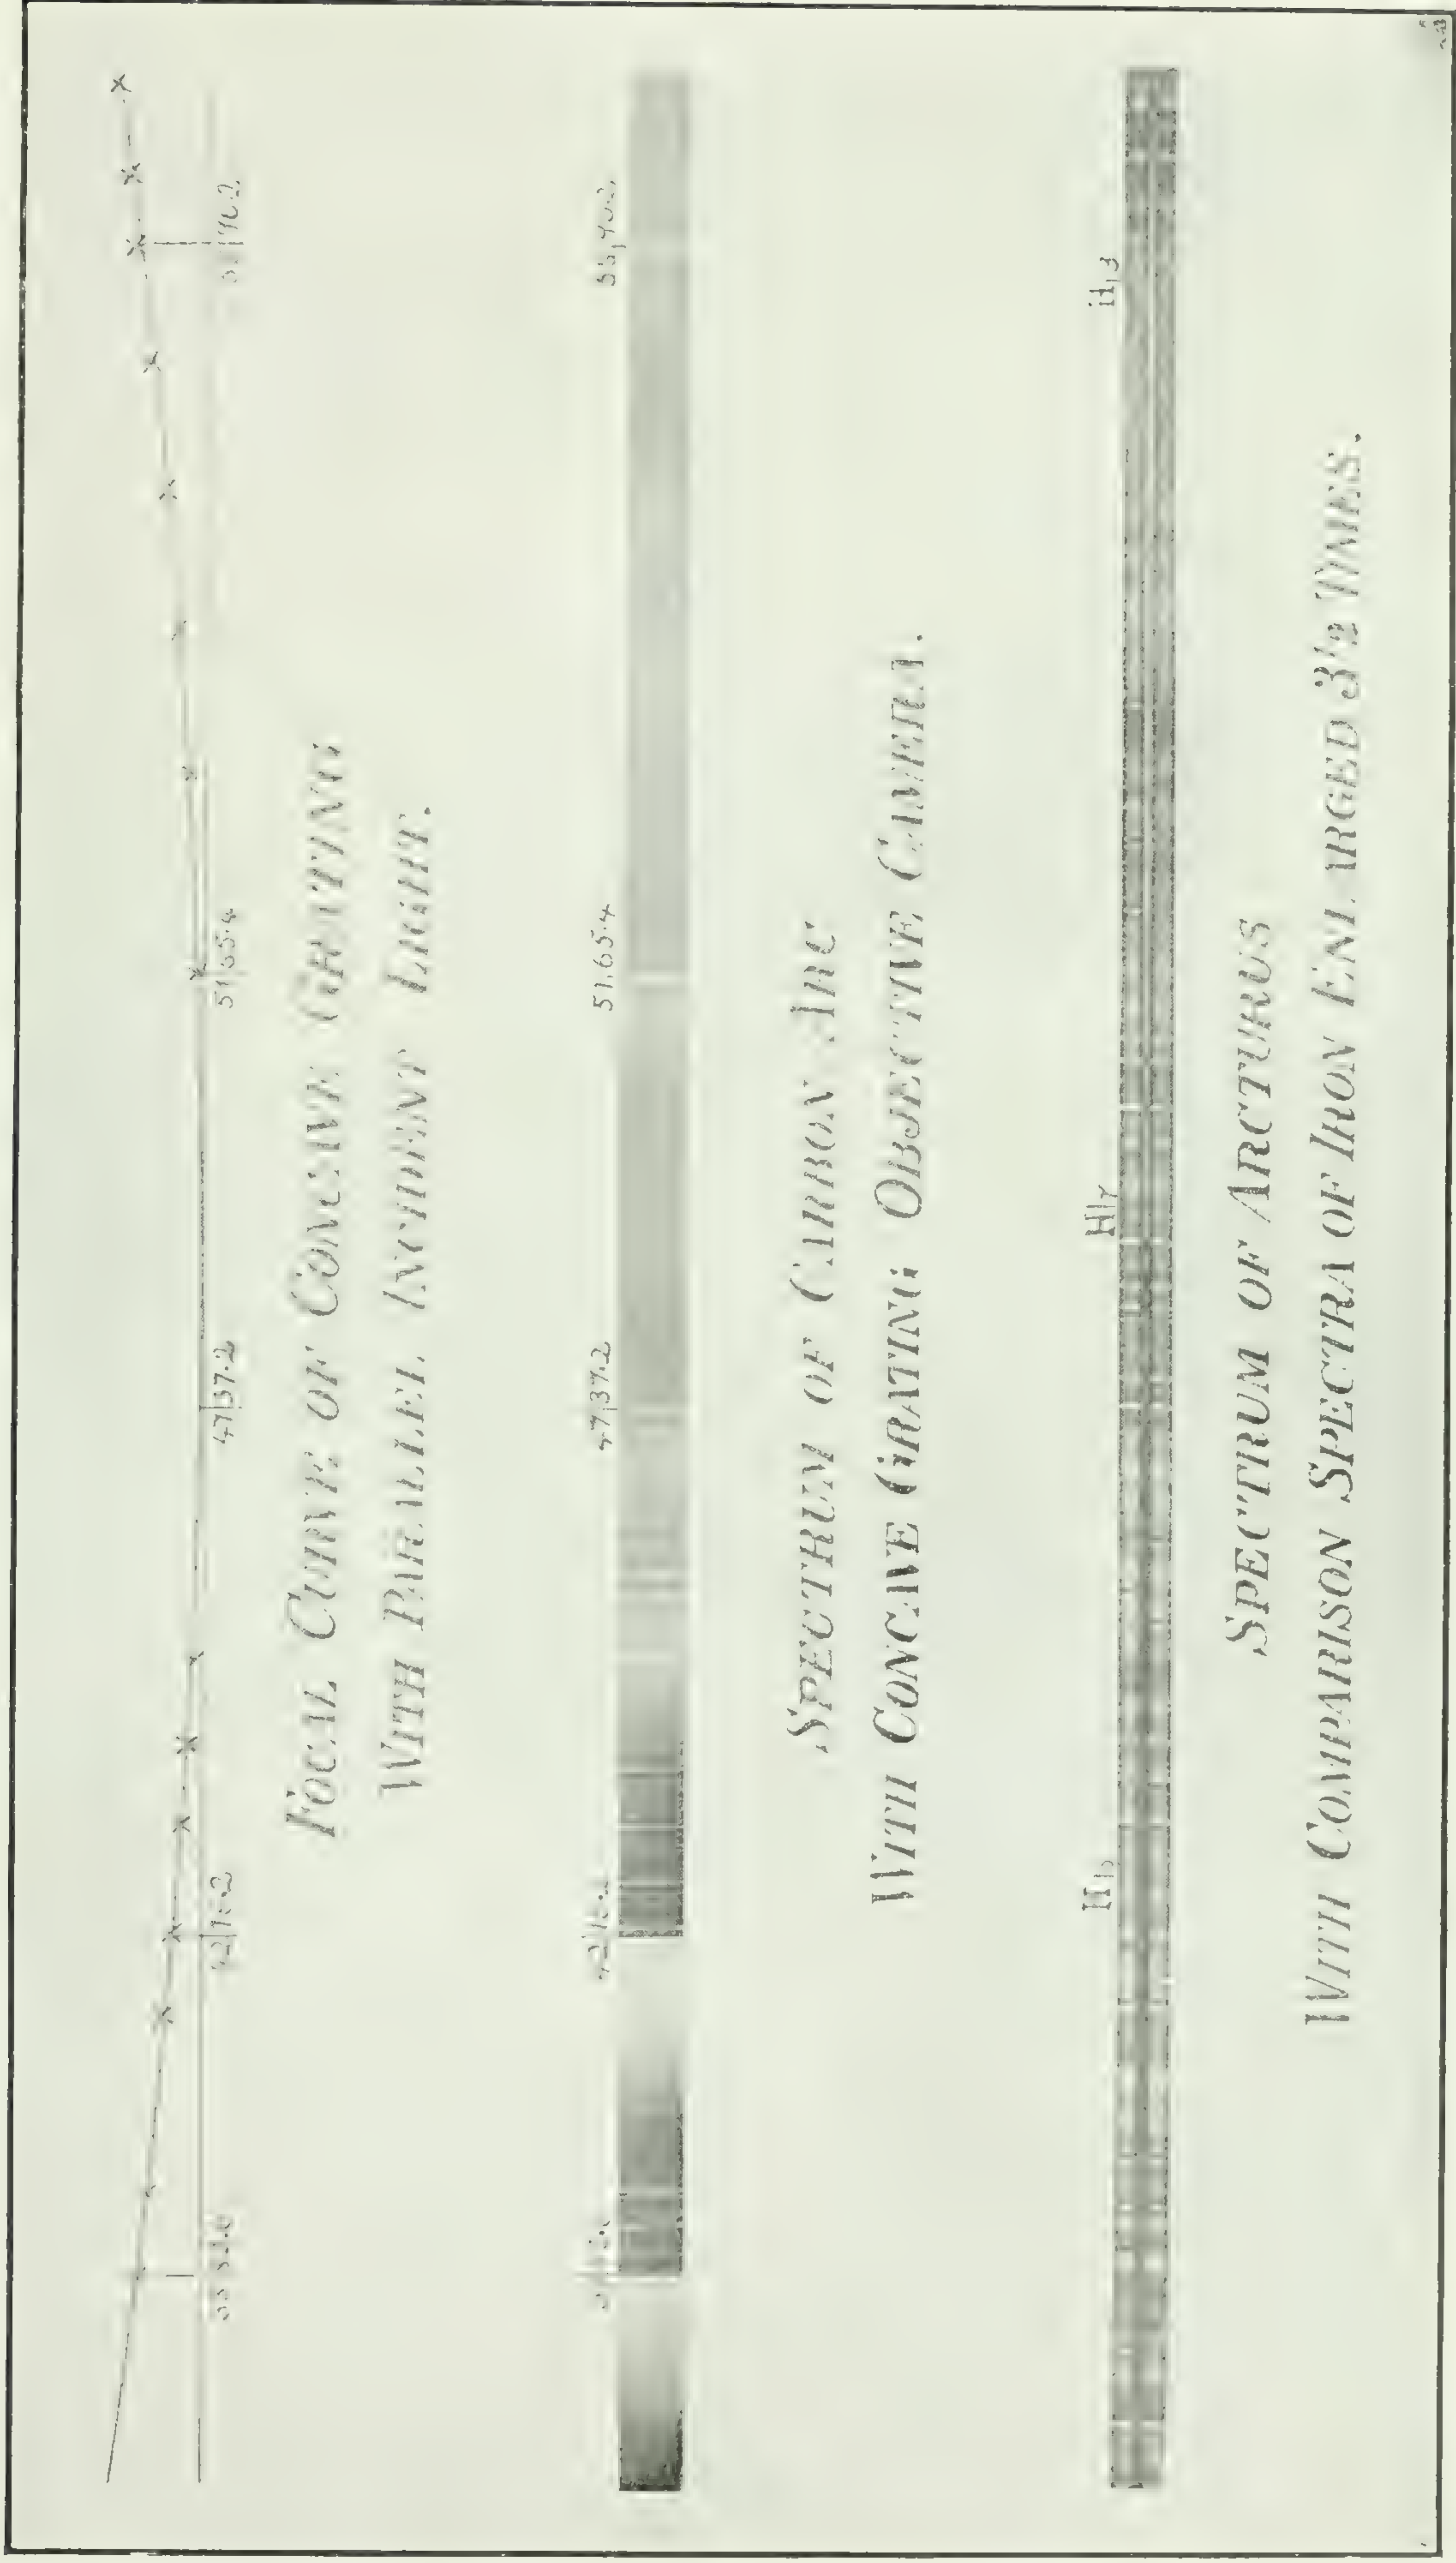 51|65.4
47|37.2
FOCAL CURVE OF CONCAVE GRATING
WITH PARALLEL INCIDENT LIGHT.
51|65.4
47|37.2
SPECTRUM OF CARBON ARC
WITH CONCAVE GRATING OBJECTIVE CAMERA.
Hγ
SPECTRUM OF ARCTURUS
WITH COMPARISON SPECTRA OF IRON ENLARGED 3½ TIMES.